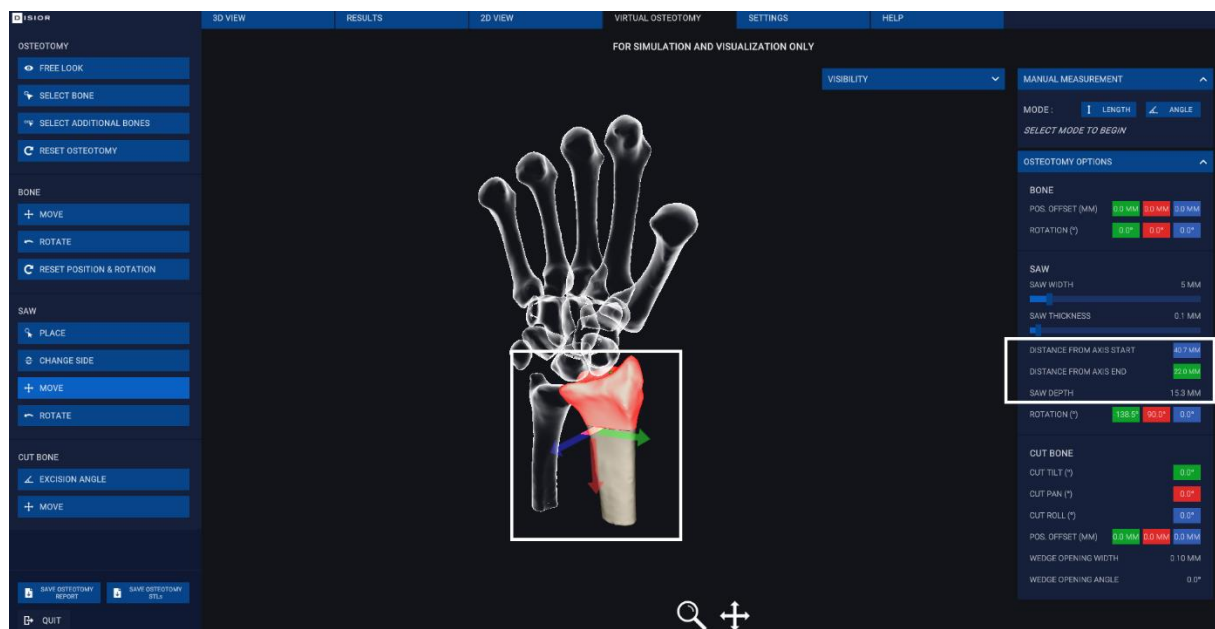 DISIOR
3D VIEW
RESULTS
2D VIEW
VIRTUAL OSTEOTOMY
SETTINGS
HELP
FOR SIMULATION AND VISUALIZATION ONLY
OSTEOTOMY
FREE LOOK
SELECT BONE
SELECT ADDITIONAL BONES
RESET OSTEOTOMY
BONE
MOVE
ROTATE
RESET POSITION & ROTATION
SAW
PLACE
CHANGE SIDE
MOVE
ROTATE
CUT BONE
EXCISION ANGLE
MOVE
SAVE OSTEOTOMY
REPORT
SAVE OSTEOTOMY
STLs
QUIT
VISIBILITY
MANUAL MEASUREMENT
MODE : LENGTH ANGLE
SELECT MODE TO BEGIN
OSTEOTOMY OPTIONS
BONE
POS. OFFSET (MM) 0.0 MM 0.0 MM 0.0 MM
ROTATION (°) 0.0° 0.0° 0.0°
SAW
SAW WIDTH 5 MM
SAW THICKNESS 0.1 MM
DISTANCE FROM AXIS START 40.7 MM
DISTANCE FROM AXIS END 22.0 MM
SAW DEPTH 15.3 MM
ROTATION (°) -138.5° 90.0° 0.0°
CUT BONE
CUT TILT (°) 0.0°
CUT PAN (°) 0.0°
CUT ROLL (°) 0.0°
POS. OFFSET (MM) 0.0 MM 0.0 MM 0.0 MM
WEDGE OPENING WIDTH 0.10 MM
WEDGE OPENING ANGLE 0.0°